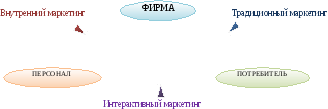 ФИРМА
Внутренний маркетинг
Традиционный маркетинг
ПЕРСОНАЛ
ПОТРЕБИТЕЛЬ
Интерактивный маркетинг